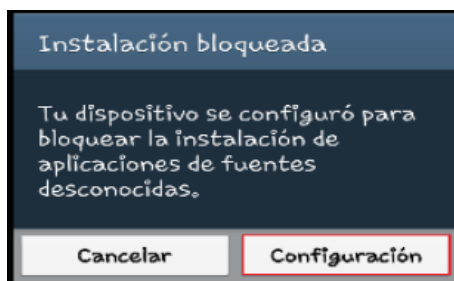 Instalación bloqueada
Tu dispositivo se configuró para
bloquear la instalación de
aplicaciones de fuentes
desconocidas.
Cancelar
Configuración